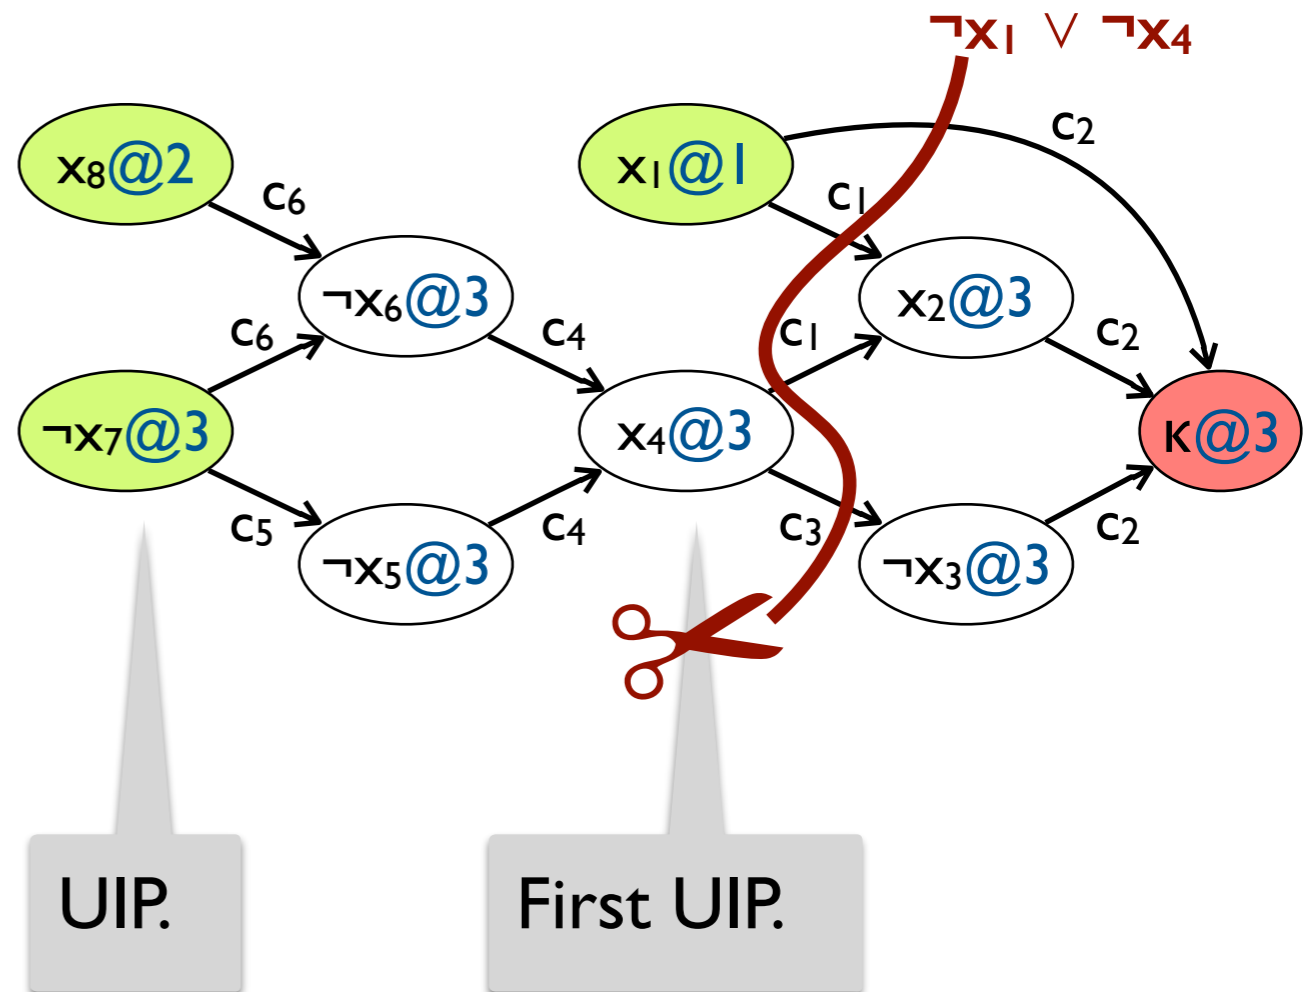 ¬x₁ ∨ ¬x₄
c₂
x₈@2
x₁@1
c₆
c₁
¬x₆@3
x₂@3
c₆
c₄
c₁
c₂
¬x₇@3
x₄@3
κ@3
c₅
c₄
c₃
c₂
¬x₅@3
¬x₃@3
UIP.
First UIP.